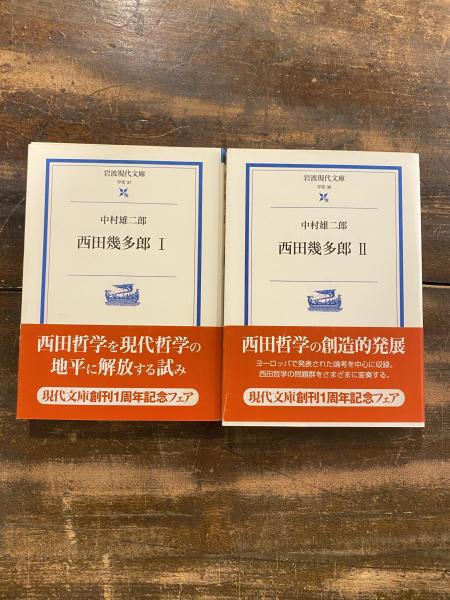 岩波現代文庫
学術 37
中村雄二郎
西田幾多郎 Ⅰ
西田哲学を現代哲学の
地平に解放する試み
現代文庫創刊1周年記念フェア
岩波現代文庫
学術 38
中村雄二郎
西田幾多郎 Ⅱ
西田哲学の創造的発展
ヨーロッパで発表された論考を中心に収録。
西田哲学の問題群をさまざまに変奏する。
現代文庫創刊1周年記念フェア